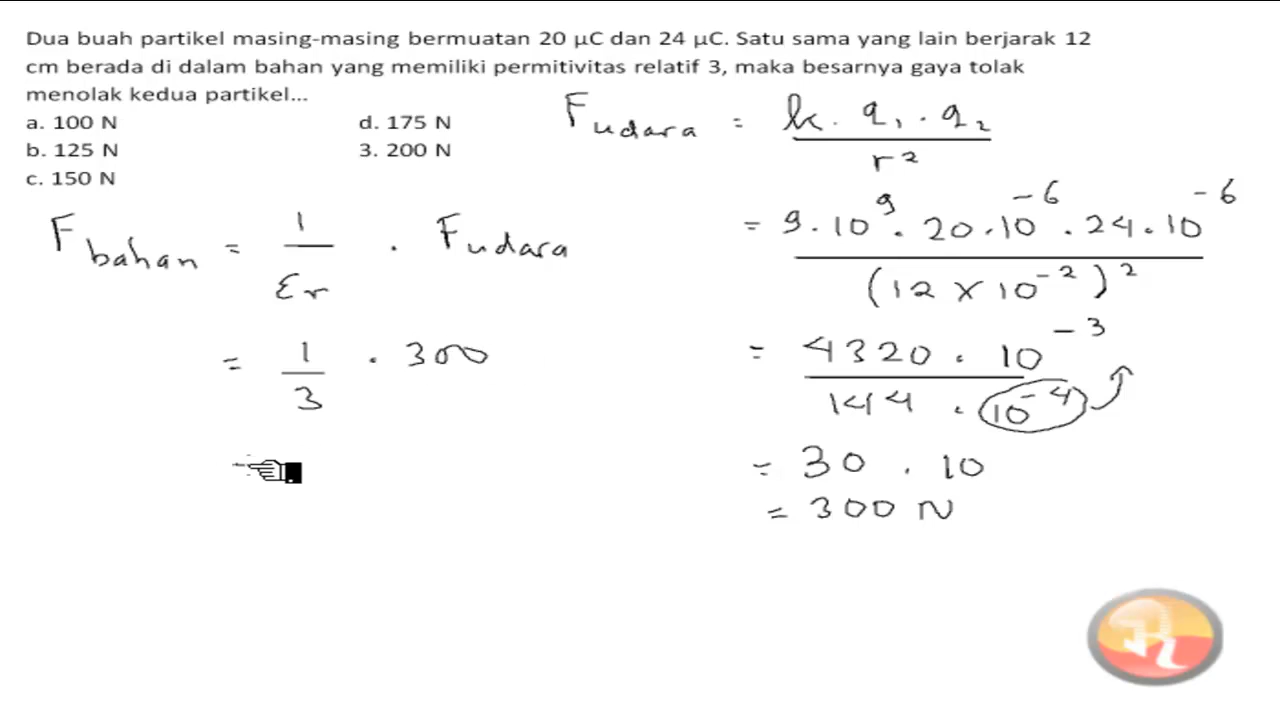 Dua buah partikel masing-masing bermuatan 20 µC dan 24 µC. Satu sama yang lain berjarak 12
cm berada di dalam bahan yang memiliki permitivitas relatif 3, maka besarnya gaya tolak
menolak kedua partikel...
a. 100 N
d. 175 N
b. 125 N
3. 200 N
c. 150 N
F udara = k . q₁ . q₂ / r²
= 9 . 10⁹ . 20 . 10⁻⁶ . 24 . 10⁻⁶ / (12 x 10⁻²)²
= 4320 . 10⁻³ / 144 . 10⁻⁴
= 30 . 10
= 300 N
F bahan = 1 / εr . F udara
= 1 / 3 . 300